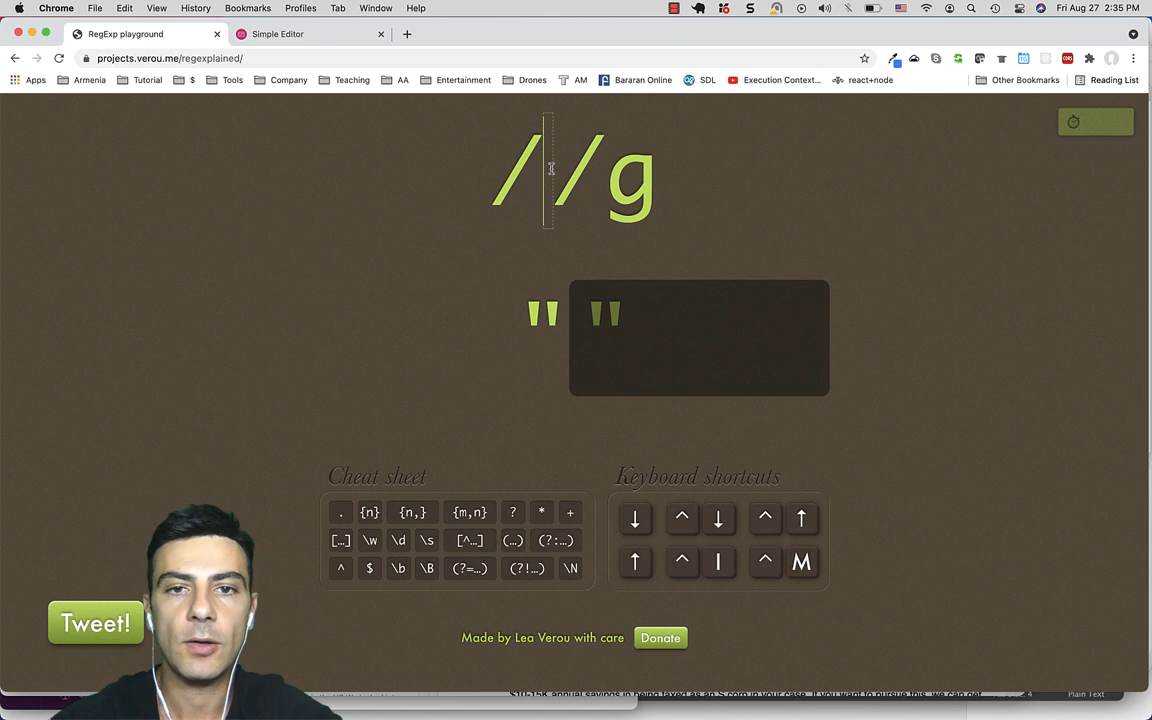 Chrome File Edit View History Bookmarks Profiles Tab Window Help Fri Aug 27 2:35 PM
RegExp playground Simple Editor
projects.verou.me/regexplained/
Apps Armenia Tutorial $ Tools Company Teaching AA Entertainment Drones AM Bararan Online SDL Execution Context... react+node Other Bookmarks Reading List
//g
" "
Cheat sheet
. {n} {n,} {m,n} ? * +
[…] \w \d \s [^…] (…) (?:…)
^ $ \b \B (?=…) (?!…) \N
Keyboard shortcuts
↓ ^ ↓ ^ ↑
↑ ^ I ^ M
Tweet!
Made by Lea Verou with care Donate
Plain Text